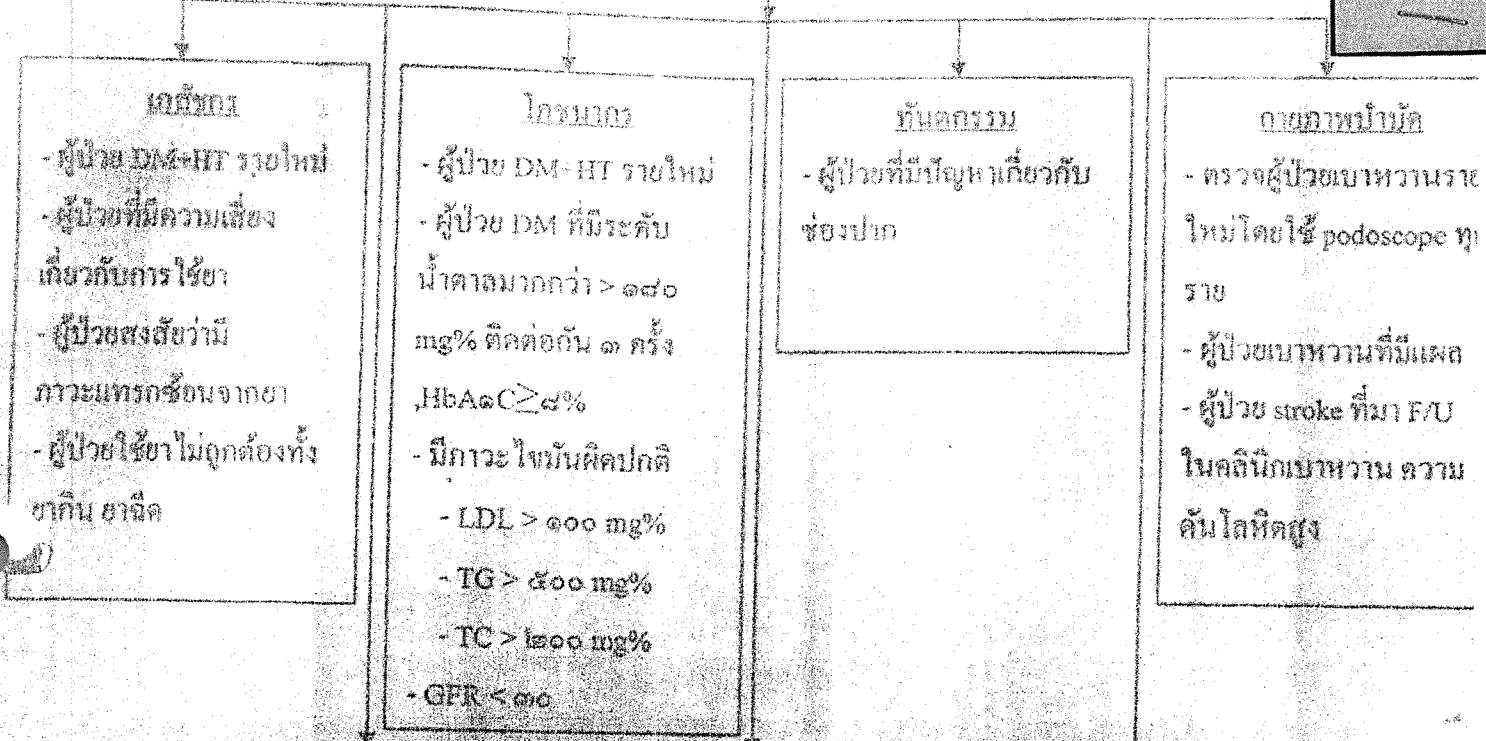 เภสัชกร
- ผู้ป่วย DM+HT รายใหม่
- ผู้ป่วยที่มีความเสี่ยง
เกี่ยวกับการใช้ยา
- ผู้ป่วยสงสัยว่ามี
ภาวะแทรกซ้อนจากยา
- ผู้ป่วยใช้ยาไม่ถูกต้องทั้ง
ยากิน ยาฉีด
โภชนากร
- ผู้ป่วย DM+HT รายใหม่
- ผู้ป่วย DM ที่มีระดับ
น้ำตาลมากกว่า > ๑๘๐
mg% ติดต่อกัน ๓ ครั้ง
,HbA๑C≥๘%
- มีภาวะไขมันผิดปกติ
- LDL > ๑๐๐ mg%
- TG > ๕๐๐ mg%
- TC > ๒๐๐ mg%
- GFR < ๓๐
ทันตกรรม
- ผู้ป่วยที่มีปัญหาเกี่ยวกับ
ช่องปาก
กายภาพบำบัด
- ตรวจผู้ป่วยเบาหวานราย
ใหม่โดยใช้ podoscope
ราย
- ผู้ป่วยเบาหวานที่มีแผล
- ผู้ป่วย stroke ที่มา F/U
ในคลินิกเบาหวาน ความ
ดันโลหิตสูง